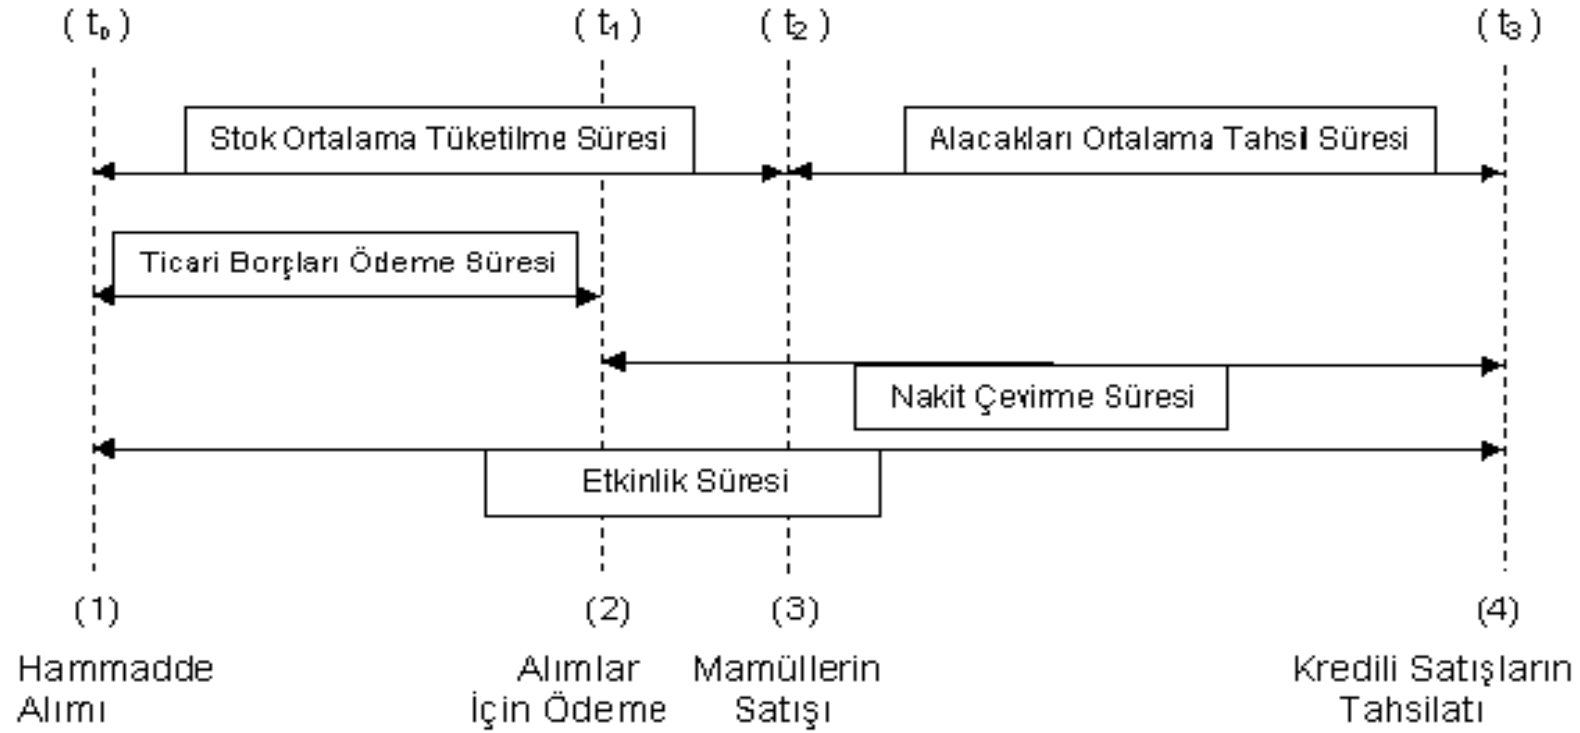 ( t₀ ) ( t₁ ) ( t₂ ) ( t₃ )
Stok Ortalama Tüketilme Süresi
Alacakları Ortalama Tahsil Süresi
Ticari Borçları Ödeme Süresi
Nakit Çevirme Süresi
Etkinlik Süresi
(1) (2) (3) (4)
Hammadde
Alımı
Alımlar
İçin Ödeme
Mamüllerin
Satışı
Kredili Satışların
Tahsilatı